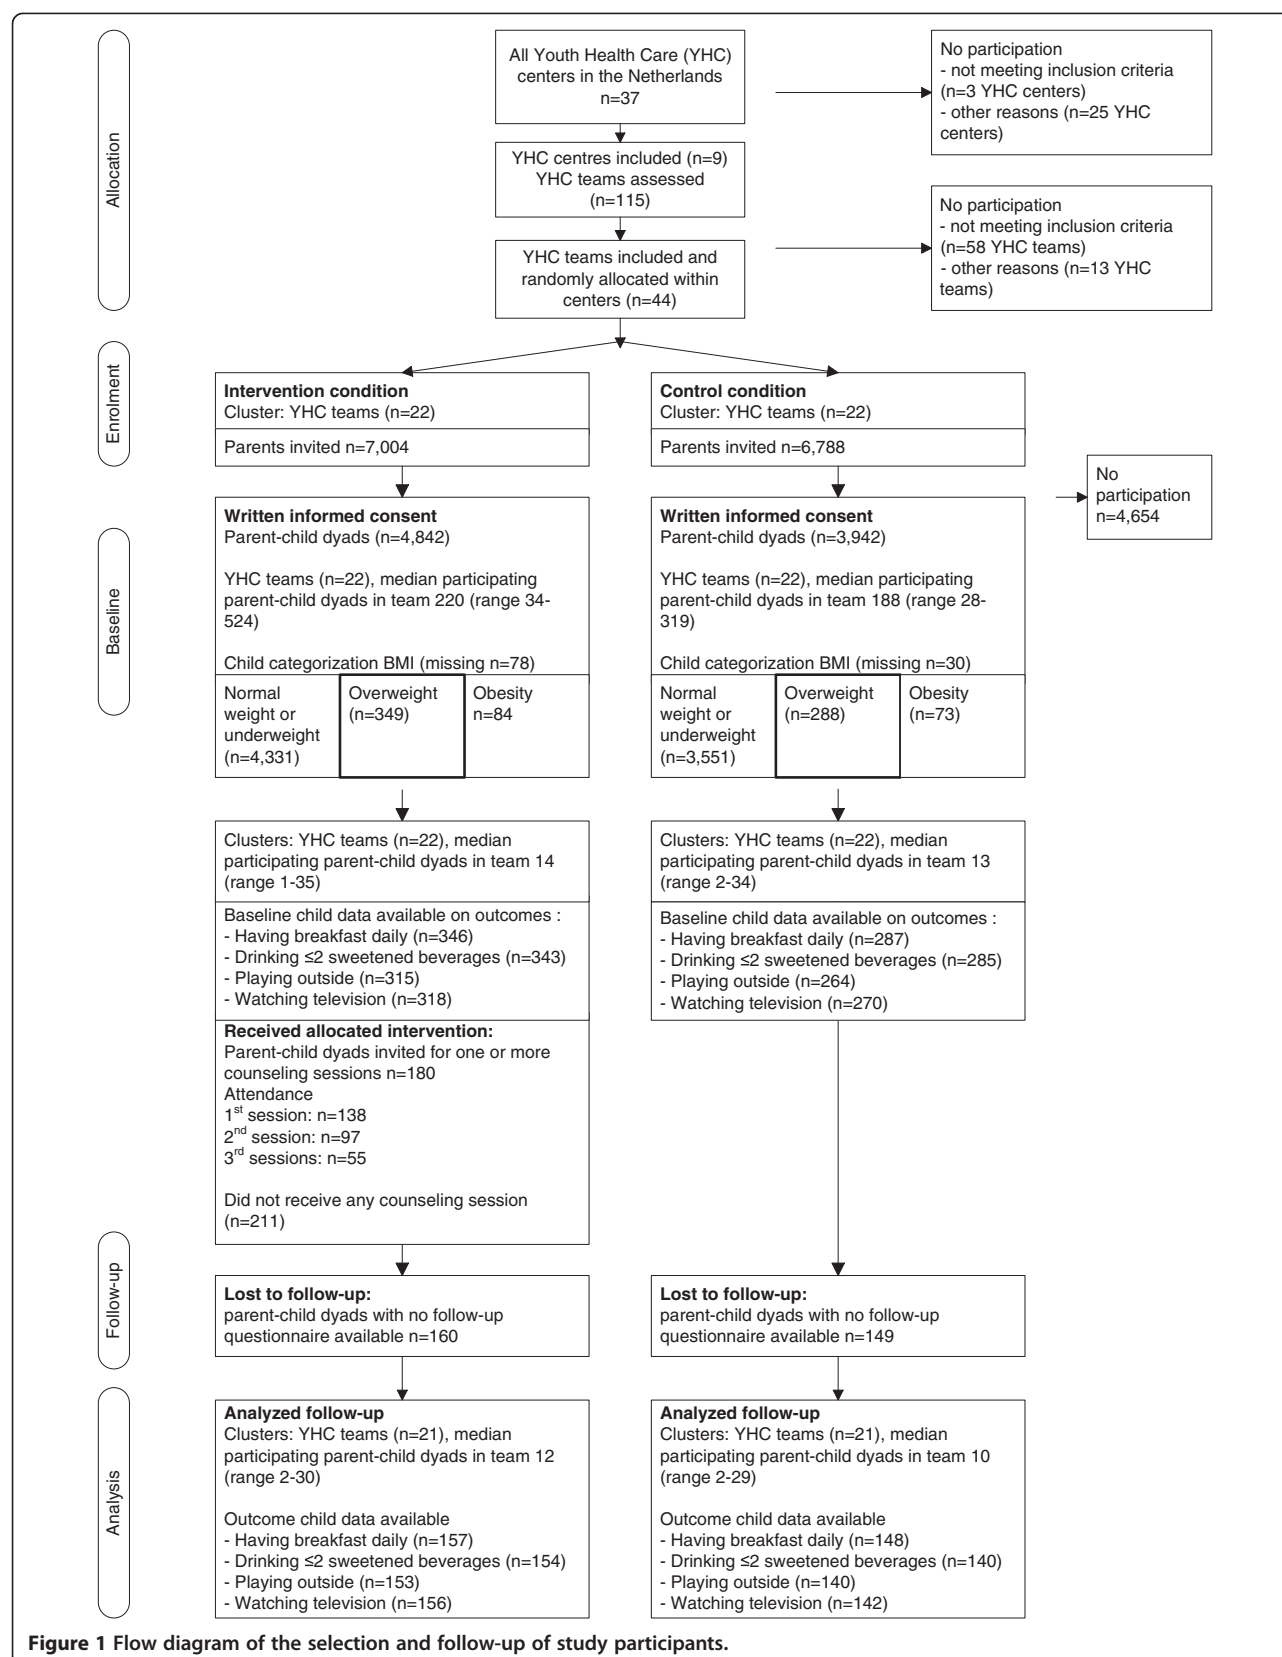 All Youth Health Care (YHC)
centers in the Netherlands
n=37
No participation
- not meeting inclusion criteria
(n=3 YHC centers)
- other reasons (n=25 YHC
centers)
Allocation
YHC centres included (n=9)
YHC teams assessed
(n=115)
No participation
- not meeting inclusion criteria
(n=58 YHC teams)
- other reasons (n=13 YHC
teams)
YHC teams included and
randomly allocated within
centers (n=44)
Enrolment
Intervention condition
Cluster: YHC teams (n=22)
Parents invited n=7,004
Control condition
Cluster: YHC teams (n=22)
Parents invited n=6,788
No
participation
n=4,654
Baseline
Written informed consent
Parent-child dyads (n=4,842)
YHC teams (n=22), median participating
parent-child dyads in team 220 (range 34-
524)
Child categorization BMI (missing n=78)
Normal
weight or
underweight
(n=4,331)
Overweight
(n=349)
Obesity
n=84
Written informed consent
Parent-child dyads (n=3,942)
YHC teams (n=22), median participating
parent-child dyads in team 188 (range 28-
319)
Child categorization BMI (missing n=30)
Normal
weight or
underweight
(n=3,551)
Overweight
(n=288)
Obesity
(n=73)
Clusters: YHC teams (n=22), median
participating parent-child dyads in team 14
(range 1-35)
Baseline child data available on outcomes :
- Having breakfast daily (n=346)
- Drinking ≤2 sweetened beverages (n=343)
- Playing outside (n=315)
- Watching television (n=318)
Received allocated intervention:
Parent-child dyads invited for one or more
counseling sessions n=180
Attendance
1st session: n=138
2nd session: n=97
3rd sessions: n=55
Did not receive any counseling session
(n=211)
Clusters: YHC teams (n=22), median
participating parent-child dyads in team 13
(range 2-34)
Baseline child data available on outcomes :
- Having breakfast daily (n=287)
- Drinking ≤2 sweetened beverages (n=285)
- Playing outside (n=264)
- Watching television (n=270)
Follow-up
Lost to follow-up:
parent-child dyads with no follow-up
questionnaire available n=160
Lost to follow-up:
parent-child dyads with no follow-up
questionnaire available n=149
Analysis
Analyzed follow-up
Clusters: YHC teams (n=21), median
participating parent-child dyads in team 12
(range 2-30)
Outcome child data available
- Having breakfast daily (n=157)
- Drinking ≤2 sweetened beverages (n=154)
- Playing outside (n=153)
- Watching television (n=156)
Analyzed follow-up
Clusters: YHC teams (n=21), median
participating parent-child dyads in team 10
(range 2-29)
Outcome child data available
- Having breakfast daily (n=148)
- Drinking ≤2 sweetened beverages (n=140)
- Playing outside (n=140)
- Watching television (n=142)
Figure 1 Flow diagram of the selection and follow-up of study participants.